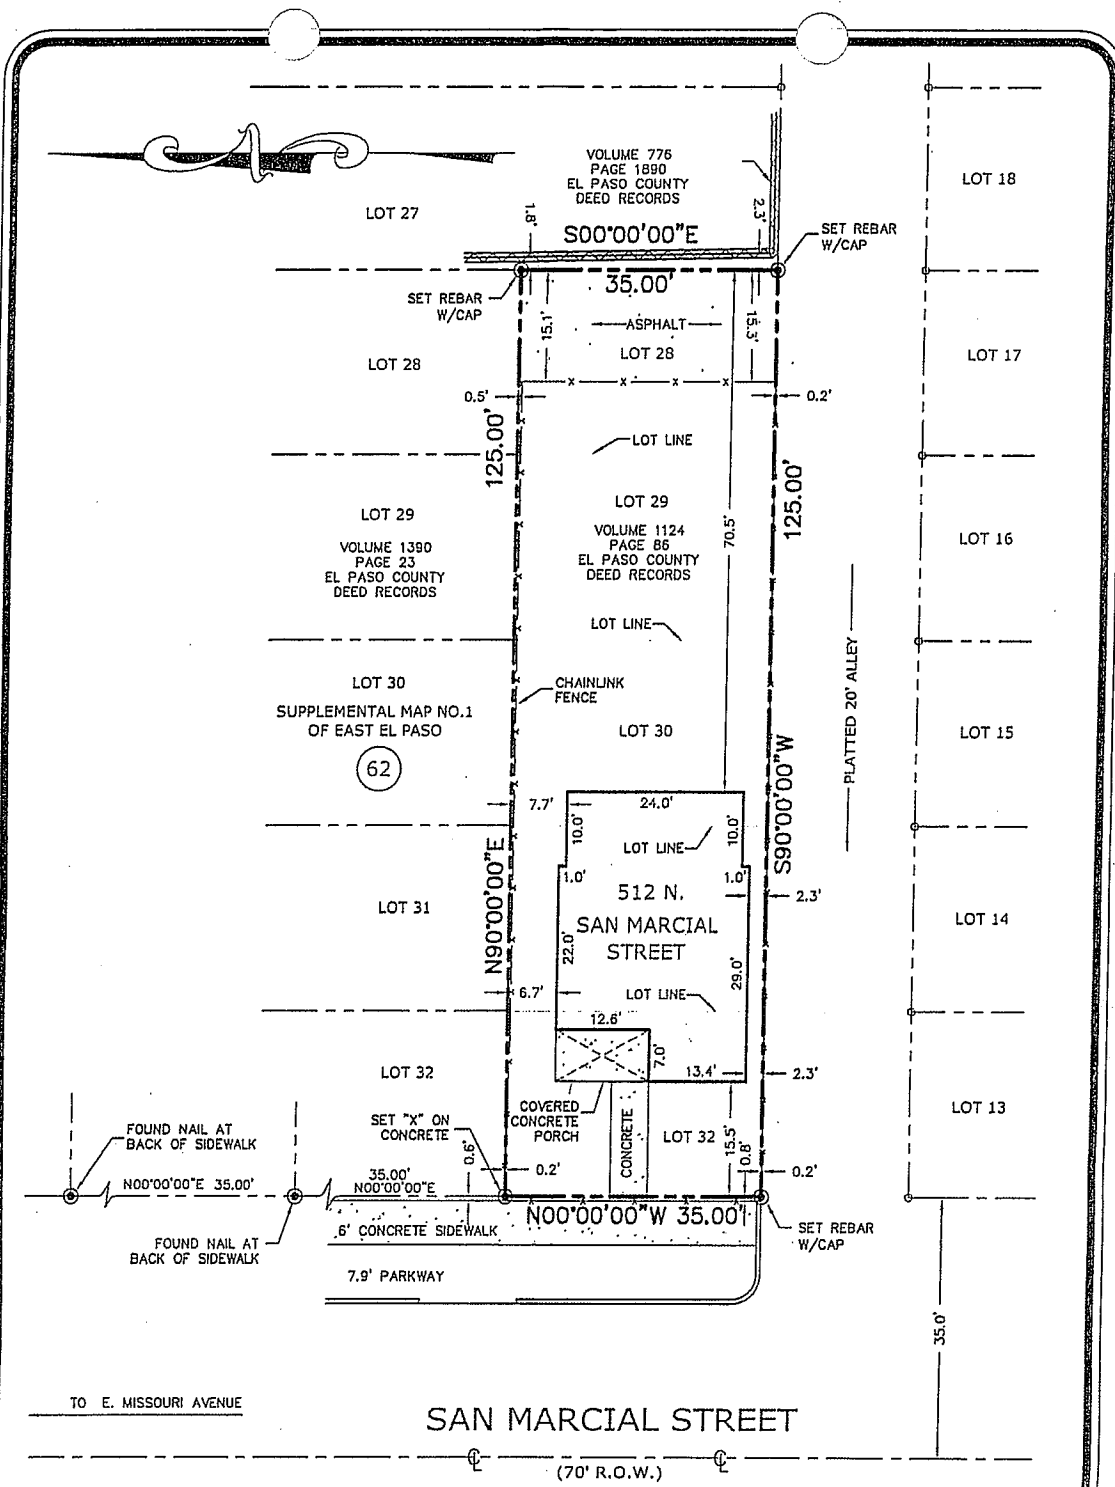 VOLUME 776
PAGE 1890
EL PASO COUNTY
DEED RECORDS
LOT 18
LOT 27
1.8'
2.3'
S00°00'00"E
SET REBAR
W/CAP
35.00'
SET REBAR
W/CAP
15.1'
ASPHALT
15.3'
LOT 28
LOT 28
LOT 17
0.5'
0.2'
125.00'
LOT LINE
125.00'
LOT 29
LOT 29
VOLUME 1390
PAGE 23
EL PASO COUNTY
DEED RECORDS
VOLUME 1124
PAGE 86
EL PASO COUNTY
DEED RECORDS
70.5'
LOT 16
LOT LINE
PLATTED 20' ALLEY
LOT 30
SUPPLEMENTAL MAP NO.1
OF EAST EL PASO
62
CHAINLINK
FENCE
LOT 30
LOT 15
S90°00'00"W
7.7'
24.0'
10.0'
10.0'
LOT LINE
N90°00'00"E
1.0'
1.0'
512 N.
SAN MARCIAL
STREET
2.3'
LOT 31
LOT 14
22.0'
29.0'
6.7'
LOT LINE
12.6'
7.0'
13.4'
2.3'
LOT 32
LOT 13
COVERED
CONCRETE
PORCH
CONCRETE
LOT 32
15.5'
0.8'
SET "X" ON
CONCRETE
0.6'
0.2'
0.2'
FOUND NAIL AT
BACK OF SIDEWALK
N00°00'00"E 35.00'
35.00'
N00°00'00"E
N00°00'00"W 35.00'
SET REBAR
W/CAP
FOUND NAIL AT
BACK OF SIDEWALK
6' CONCRETE SIDEWALK
7.9' PARKWAY
35.0'
TO E. MISSOURI AVENUE
SAN MARCIAL STREET
(70' R.O.W.)